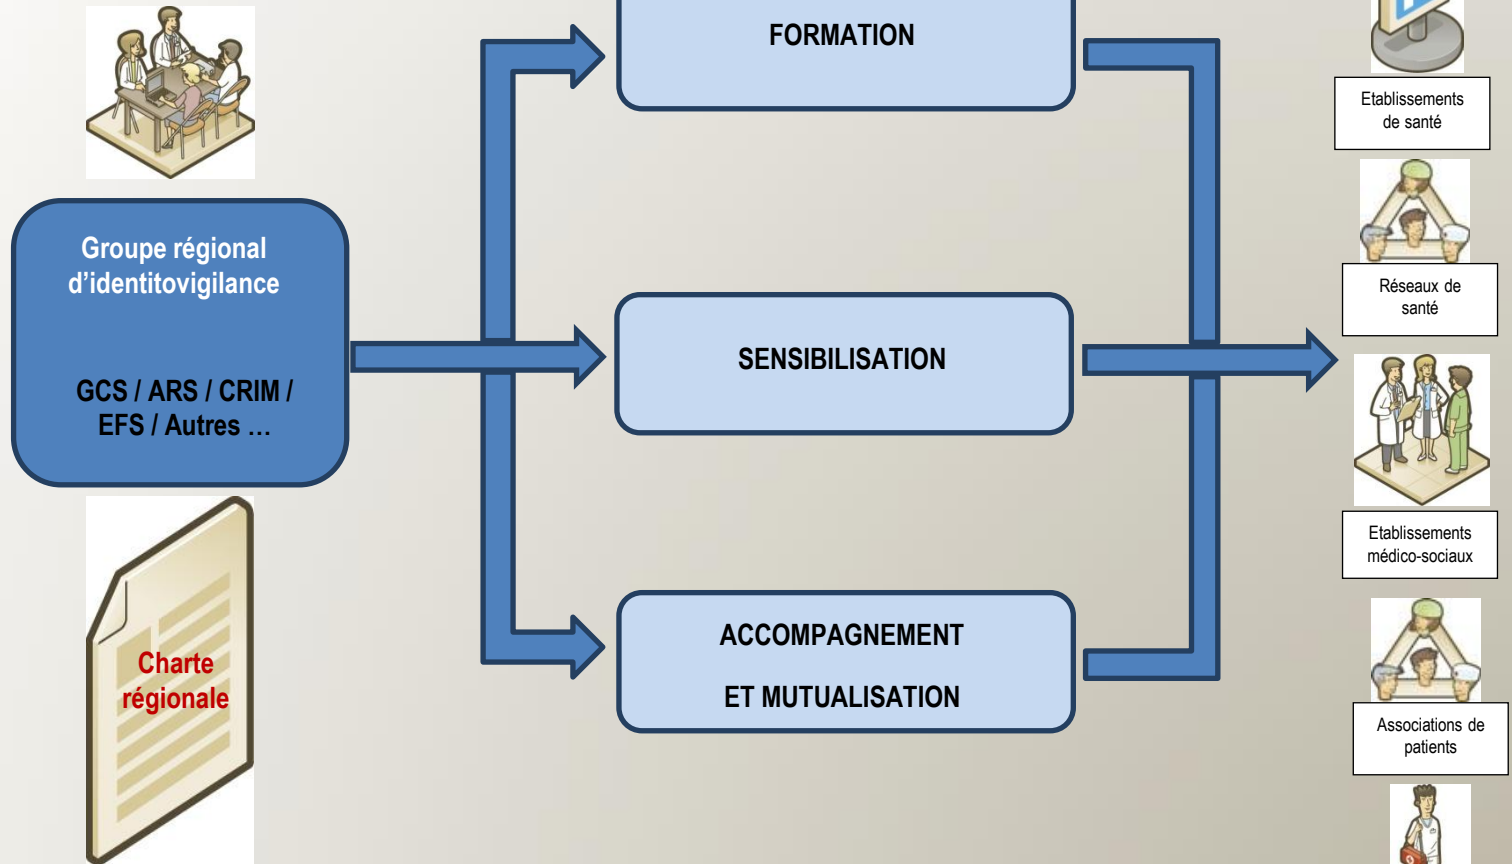 FORMATION
Etablissements
de santé
Groupe régional
d’identitovigilance
GCS / ARS / CRIM /
EFS / Autres …
Réseaux de
santé
SENSIBILISATION
Etablissements
médico-sociaux
Charte
régionale
ACCOMPAGNEMENT
ET MUTUALISATION
Associations de
patients